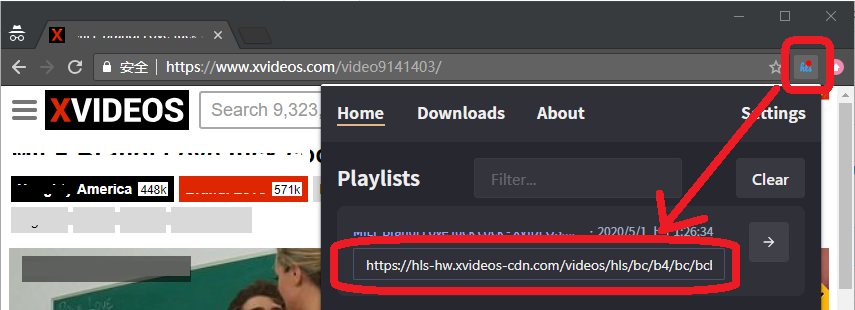 安全 https://www.xvideos.com/video9141403/
XVIDEOS Search 9,323,
Home Downloads About Settings
America 448k
571k
Playlists Filter... Clear
2020/5/1 1:26:34
https://hls-hw.xvideos-cdn.com/videos/hls/bc/b4/bc/bcl